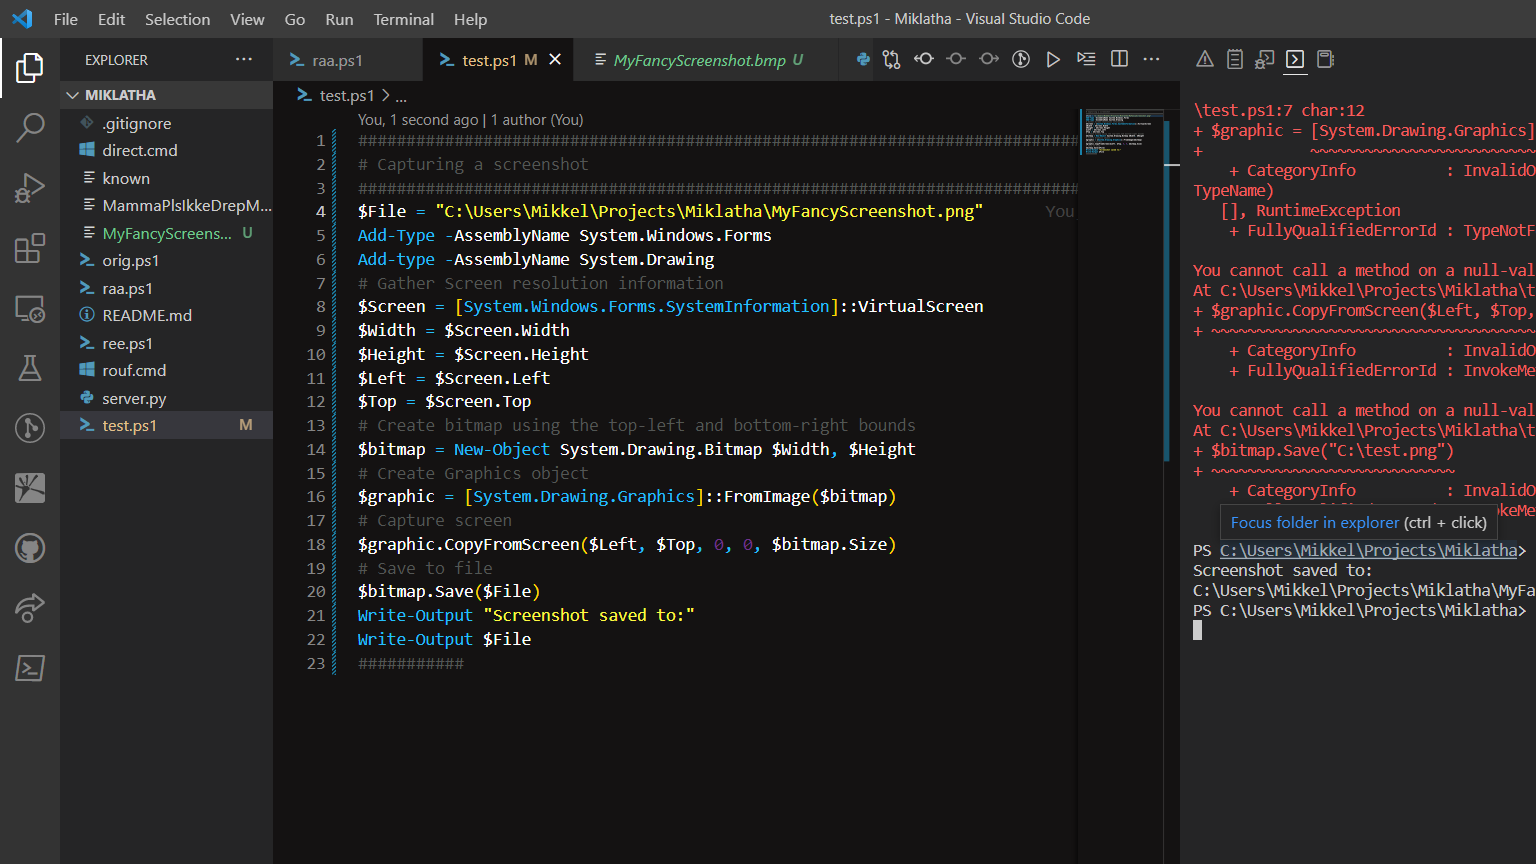 File Edit Selection View Go Run Terminal Help
test.ps1 - Miklatha - Visual Studio Code
EXPLORER ...
MIKLATHA
.gitignore
direct.cmd
known
MammaPlsIkkeDrepM...
MyFancyScreens... U
orig.ps1
raa.ps1
README.md
ree.ps1
rouf.cmd
server.py
test.ps1 M
raa.ps1
test.ps1 M
MyFancyScreenshot.bmp U
test.ps1 > ...
You, 1 second ago | 1 author (You)
1 ###########################################################################
2 # Capturing a screenshot
3 ###########################################################################
4 $File = "C:\Users\Mikkel\Projects\Miklatha\MyFancyScreenshot.png" You
5 Add-Type -AssemblyName System.Windows.Forms
6 Add-type -AssemblyName System.Drawing
7 # Gather Screen resolution information
8 $Screen = [System.Windows.Forms.SystemInformation]::VirtualScreen
9 $Width = $Screen.Width
10 $Height = $Screen.Height
11 $Left = $Screen.Left
12 $Top = $Screen.Top
13 # Create bitmap using the top-left and bottom-right bounds
14 $bitmap = New-Object System.Drawing.Bitmap $Width, $Height
15 # Create Graphics object
16 $graphic = [System.Drawing.Graphics]::FromImage($bitmap)
17 # Capture screen
18 $graphic.CopyFromScreen($Left, $Top, 0, 0, $bitmap.Size)
19 # Save to file
20 $bitmap.Save($File)
21 Write-Output "Screenshot saved to:"
22 Write-Output $File
23 ###########
\test.ps1:7 char:12
+ $graphic = [System.Drawing.Graphics]
+ ~~~~~~~~~~~~~~~~~~~~~~~~~
+ CategoryInfo : InvalidO
TypeName)
[], RuntimeException
+ FullyQualifiedErrorId : TypeNotF
You cannot call a method on a null-val
At C:\Users\Mikkel\Projects\Miklatha\t
+ $graphic.CopyFromScreen($Left, $Top,
+ ~~~~~~~~~~~~~~~~~~~~~~~~~~~~~~~~~~~~
+ CategoryInfo : InvalidO
+ FullyQualifiedErrorId : InvokeMe
You cannot call a method on a null-val
At C:\Users\Mikkel\Projects\Miklatha\t
+ $bitmap.Save("C:\test.png")
+ ~~~~~~~~~~~~~~~~~~~~~~~~~~~
+ CategoryInfo : InvalidO
Focus folder in explorer (ctrl + click)
PS C:\Users\Mikkel\Projects\Miklatha>
Screenshot saved to:
C:\Users\Mikkel\Projects\Miklatha\MyFa
PS C:\Users\Mikkel\Projects\Miklatha>